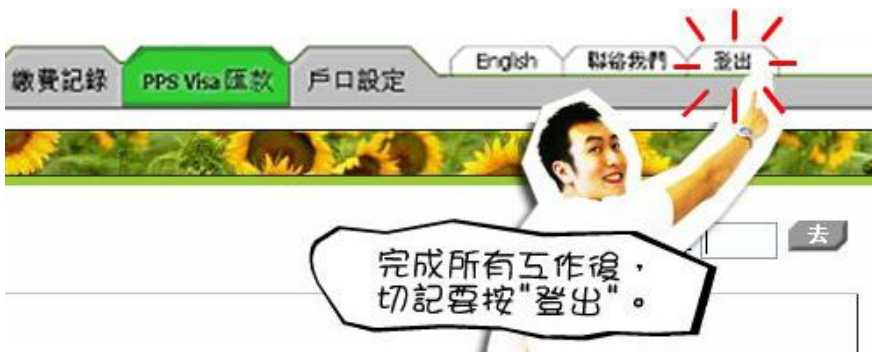 繳費記錄 PPS Visa 匯款 戶口設定 English 聯絡我們 登出
去
完成所有工作後，
切記要按"登出"。